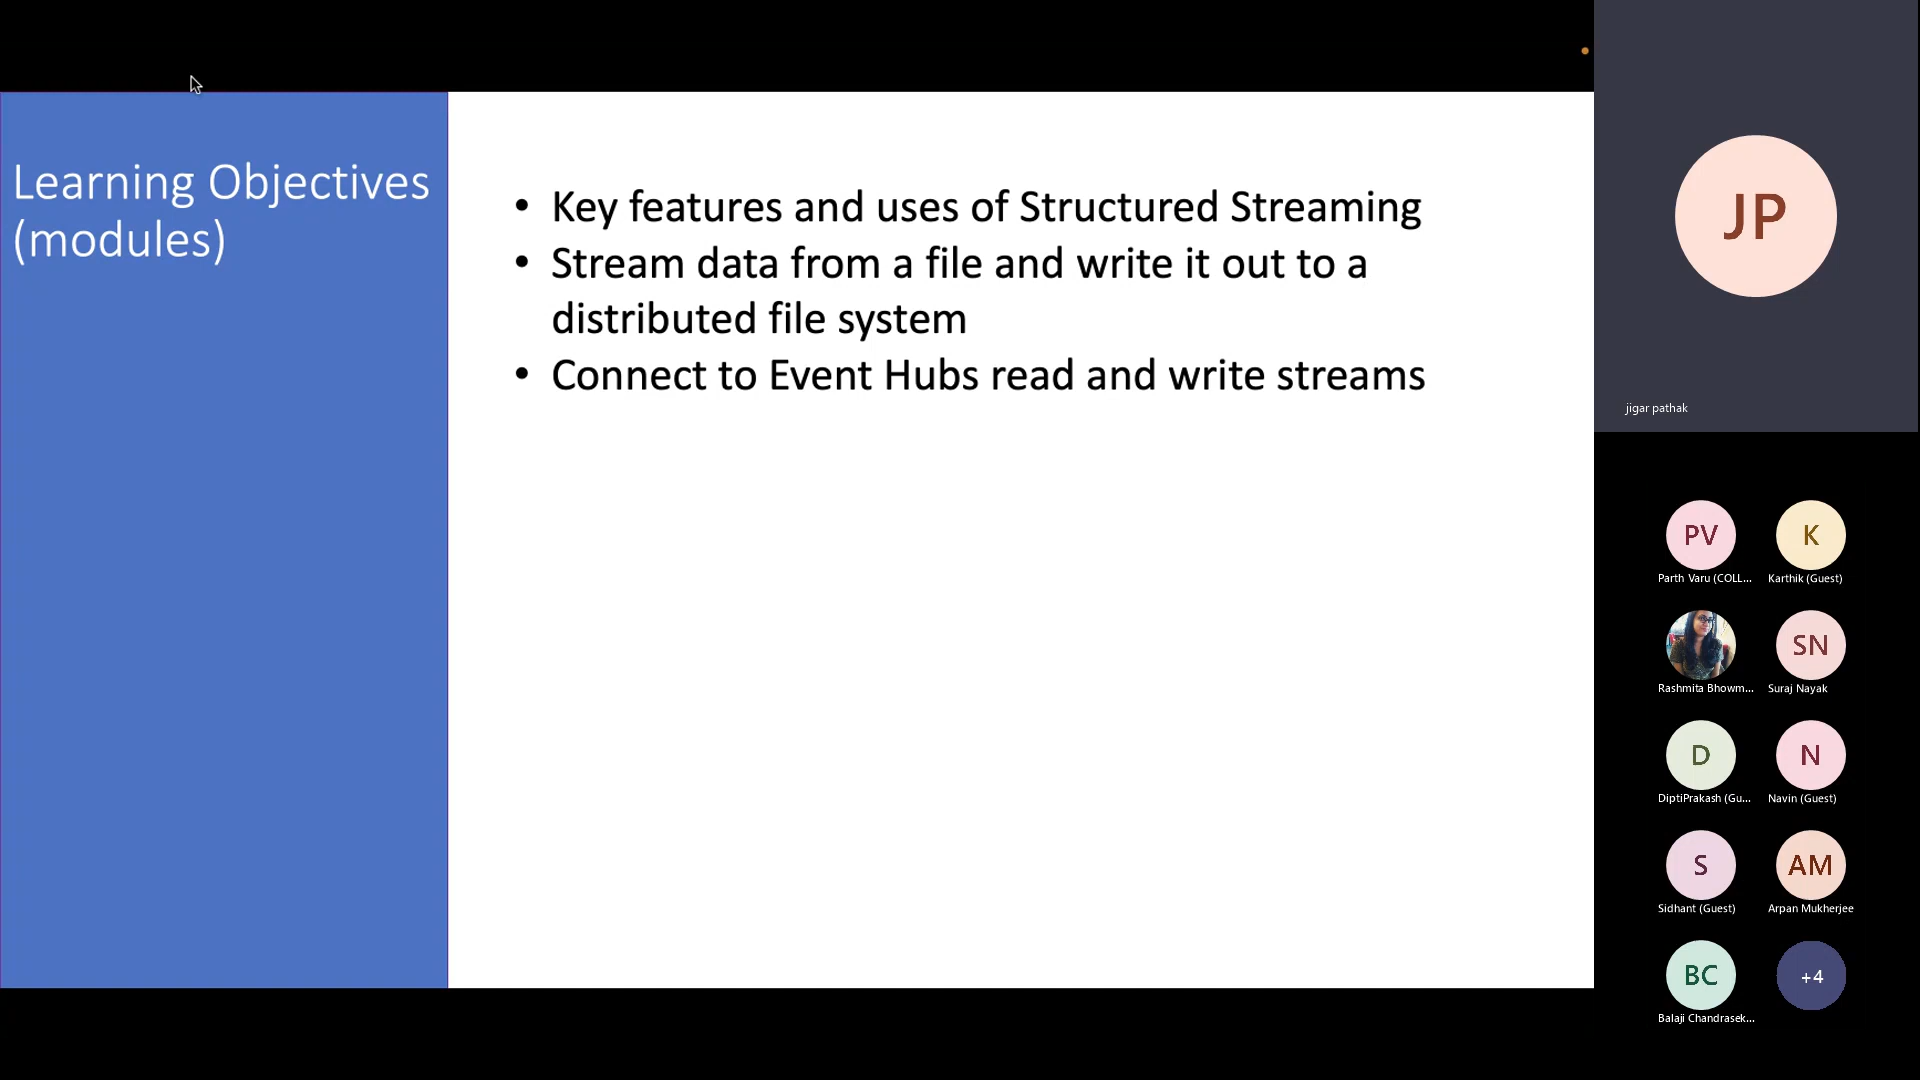 Learning Objectives
(modules)
• Key features and uses of Structured Streaming
• Stream data from a file and write it out to a
distributed file system
• Connect to Event Hubs read and write streams
JP
jigar pathak
PV
K
Parth Varu (COLL...
Karthik (Guest)
SN
Rashmita Bhowm...
Suraj Nayak
D
N
DiptiPrakash (Gu...
Navin (Guest)
S
AM
Sidhant (Guest)
Arpan Mukherjee
BC
+4
Balaji Chandrasek...